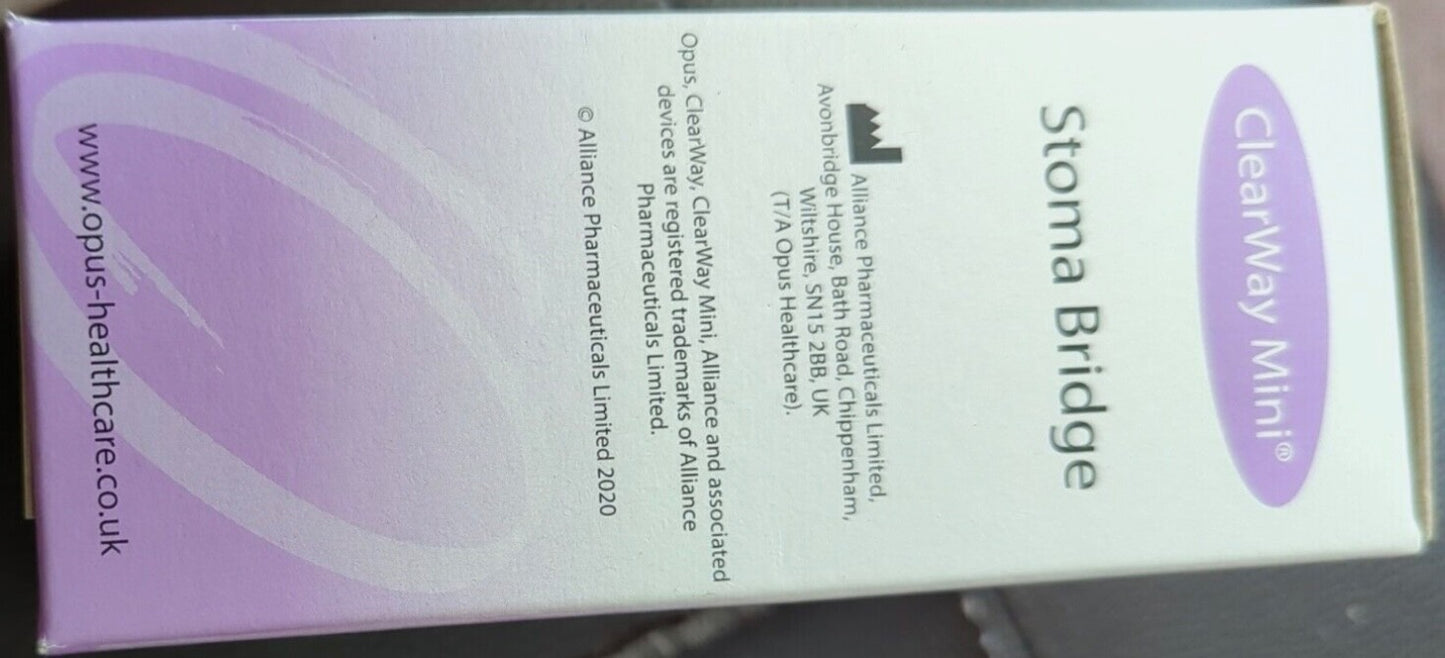 ClearWay Mini®
Stoma Bridge
Alliance Pharmaceuticals Limited,
Avonbridge House, Bath Road, Chippenham,
Wiltshire, SN15 2BB, UK
(T/A Opus Healthcare).
Opus, ClearWay, ClearWay Mini, Alliance and associated
devices are registered trademarks of Alliance
Pharmaceuticals Limited.
© Alliance Pharmaceuticals Limited 2020
www.opus-healthcare.co.uk